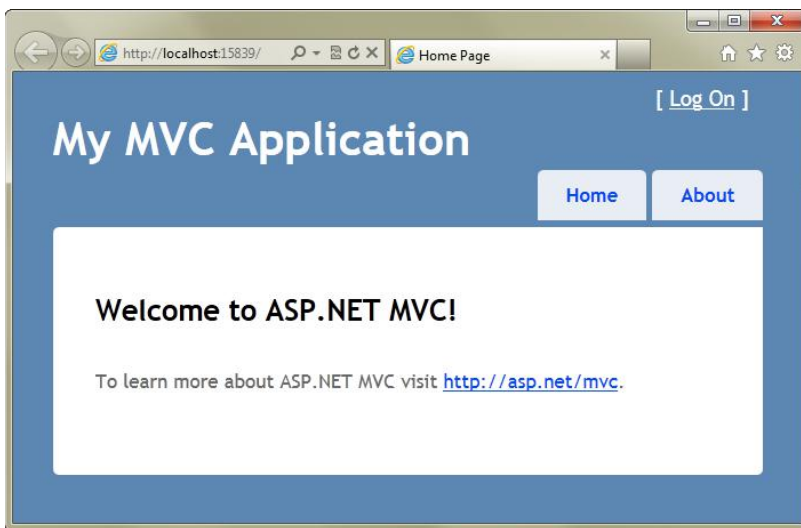 http://localhost:15839/ Home Page
[ Log On ]
My MVC Application
Home About
Welcome to ASP.NET MVC!
To learn more about ASP.NET MVC visit http://asp.net/mvc.